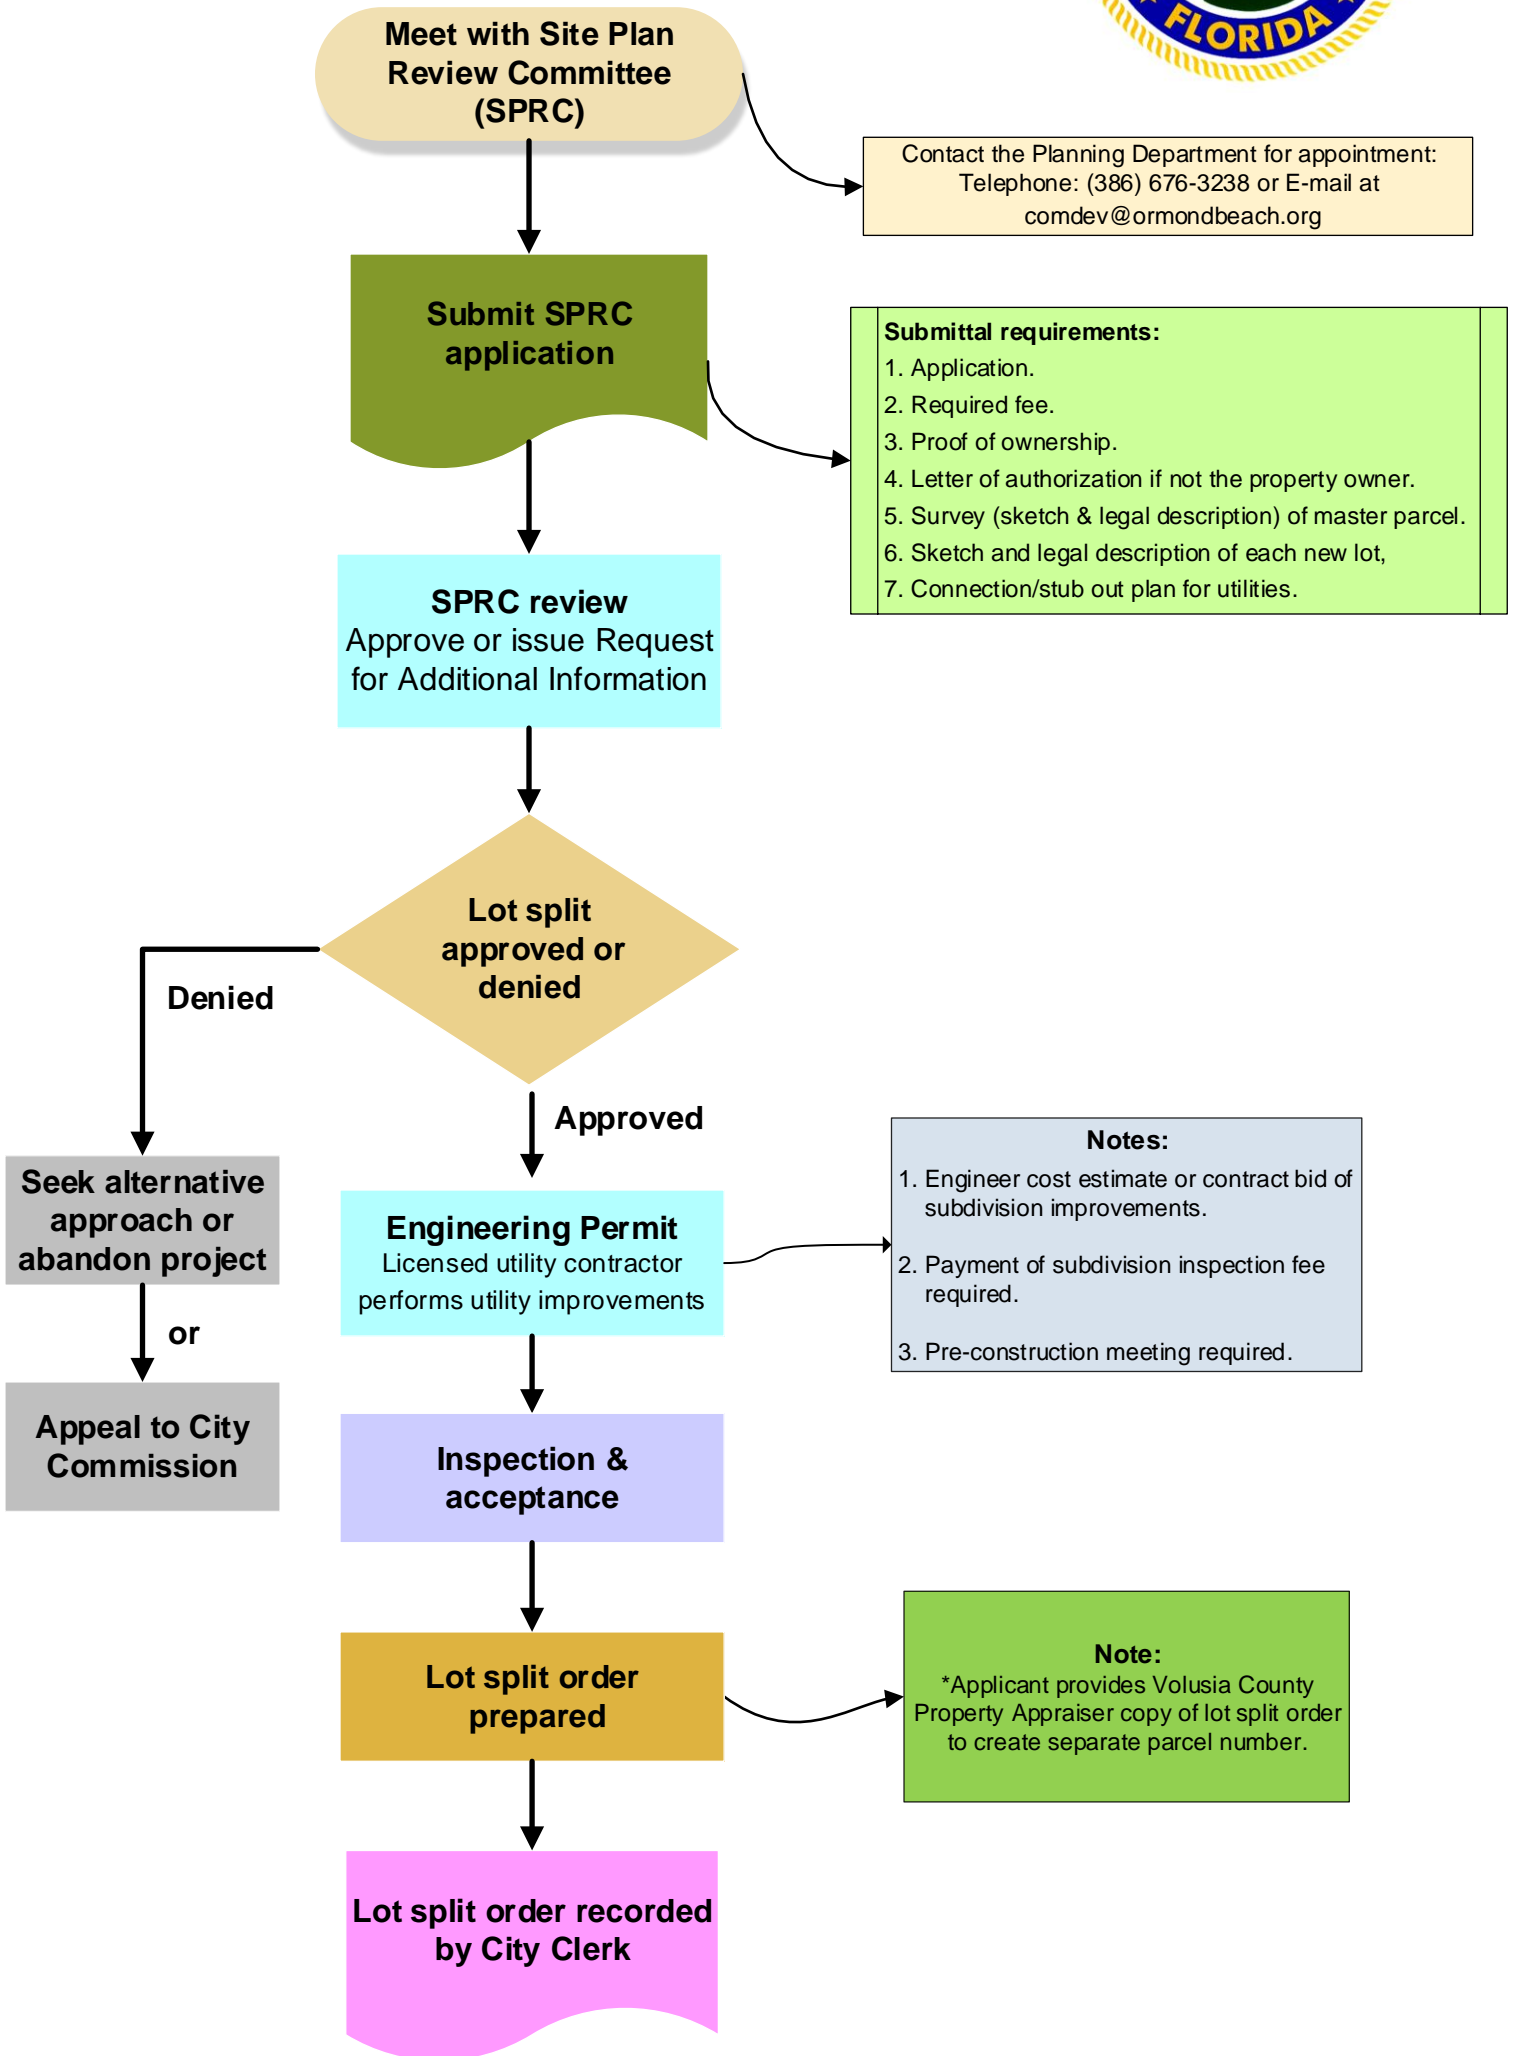 FLORIDA
Meet with Site Plan
Review Committee
(SPRC)
Contact the Planning Department for appointment:
Telephone: (386) 676-3238 or E-mail at
comdev@ormondbeach.org
Submit SPRC
application
Submittal requirements:
1. Application.
2. Required fee.
3. Proof of ownership.
4. Letter of authorization if not the property owner.
5. Survey (sketch & legal description) of master parcel.
6. Sketch and legal description of each new lot,
7. Connection/stub out plan for utilities.
SPRC review
Approve or issue Request
for Additional Information
Lot split
approved or
denied
Denied
Approved
Seek alternative
approach or
abandon project
or
Appeal to City
Commission
Engineering Permit
Licensed utility contractor
performs utility improvements
Notes:
1. Engineer cost estimate or contract bid of
subdivision improvements.
2. Payment of subdivision inspection fee
required.
3. Pre-construction meeting required.
Inspection &
acceptance
Lot split order
prepared
Note:
*Applicant provides Volusia County
Property Appraiser copy of lot split order
to create separate parcel number.
Lot split order recorded
by City Clerk